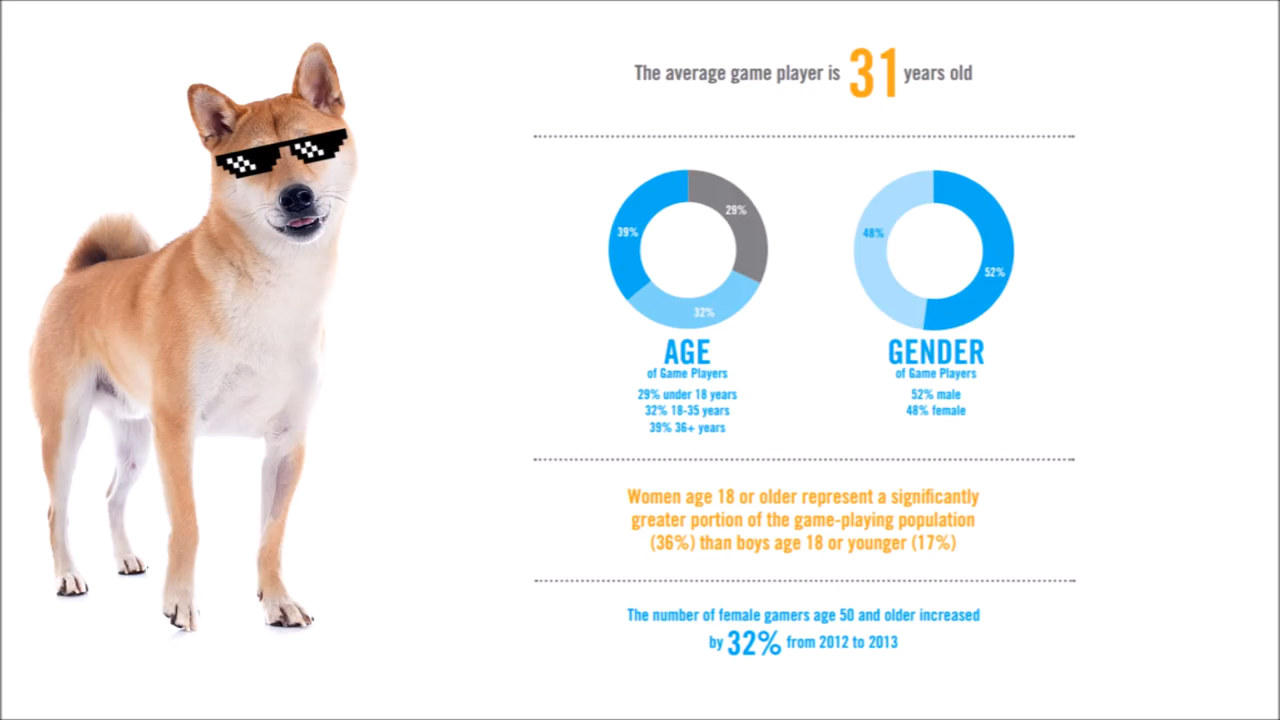 The average game player is 31 years old
29%
39%
32%
48%
52%
AGE
of Game Players
29% under 18 years
32% 18-35 years
39% 36+ years
GENDER
of Game Players
52% male
48% female
Women age 18 or older represent a significantly
greater portion of the game-playing population
(36%) than boys age 18 or younger (17%)
The number of female gamers age 50 and older increased
by 32% from 2012 to 2013